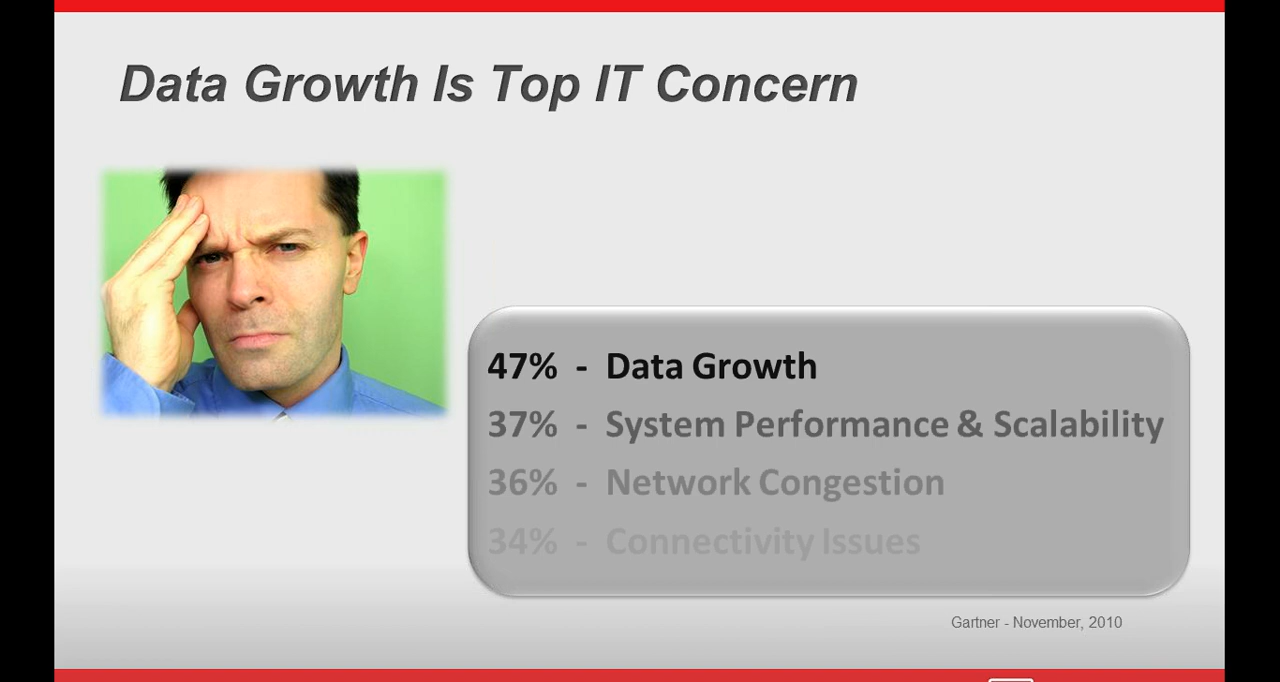 Data Growth Is Top IT Concern
47% - Data Growth
37% - System Performance & Scalability
36% - Network Congestion
34% - Connectivity Issues
Gartner - November, 2010